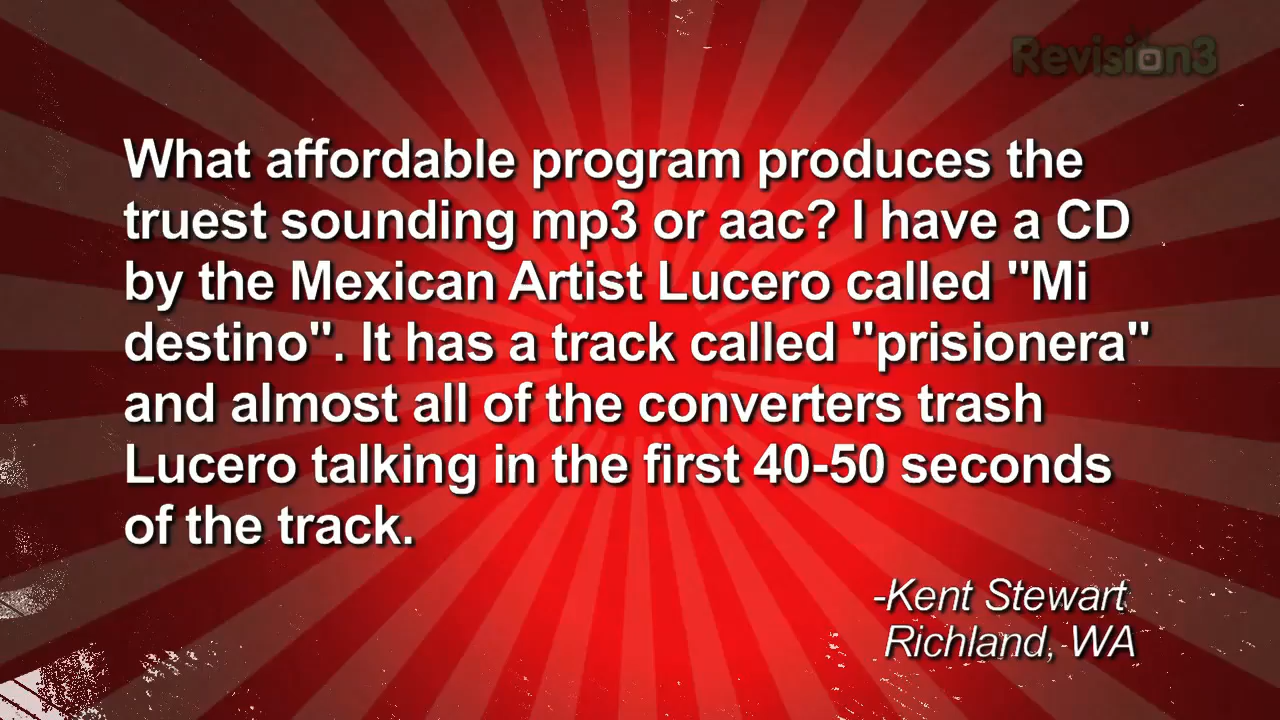 Revision3
What affordable program produces the
truest sounding mp3 or aac? I have a CD
by the Mexican Artist Lucero called "Mi
destino". It has a track called "prisionera"
and almost all of the converters trash
Lucero talking in the first 40-50 seconds
of the track.
-Kent Stewart
Richland, WA